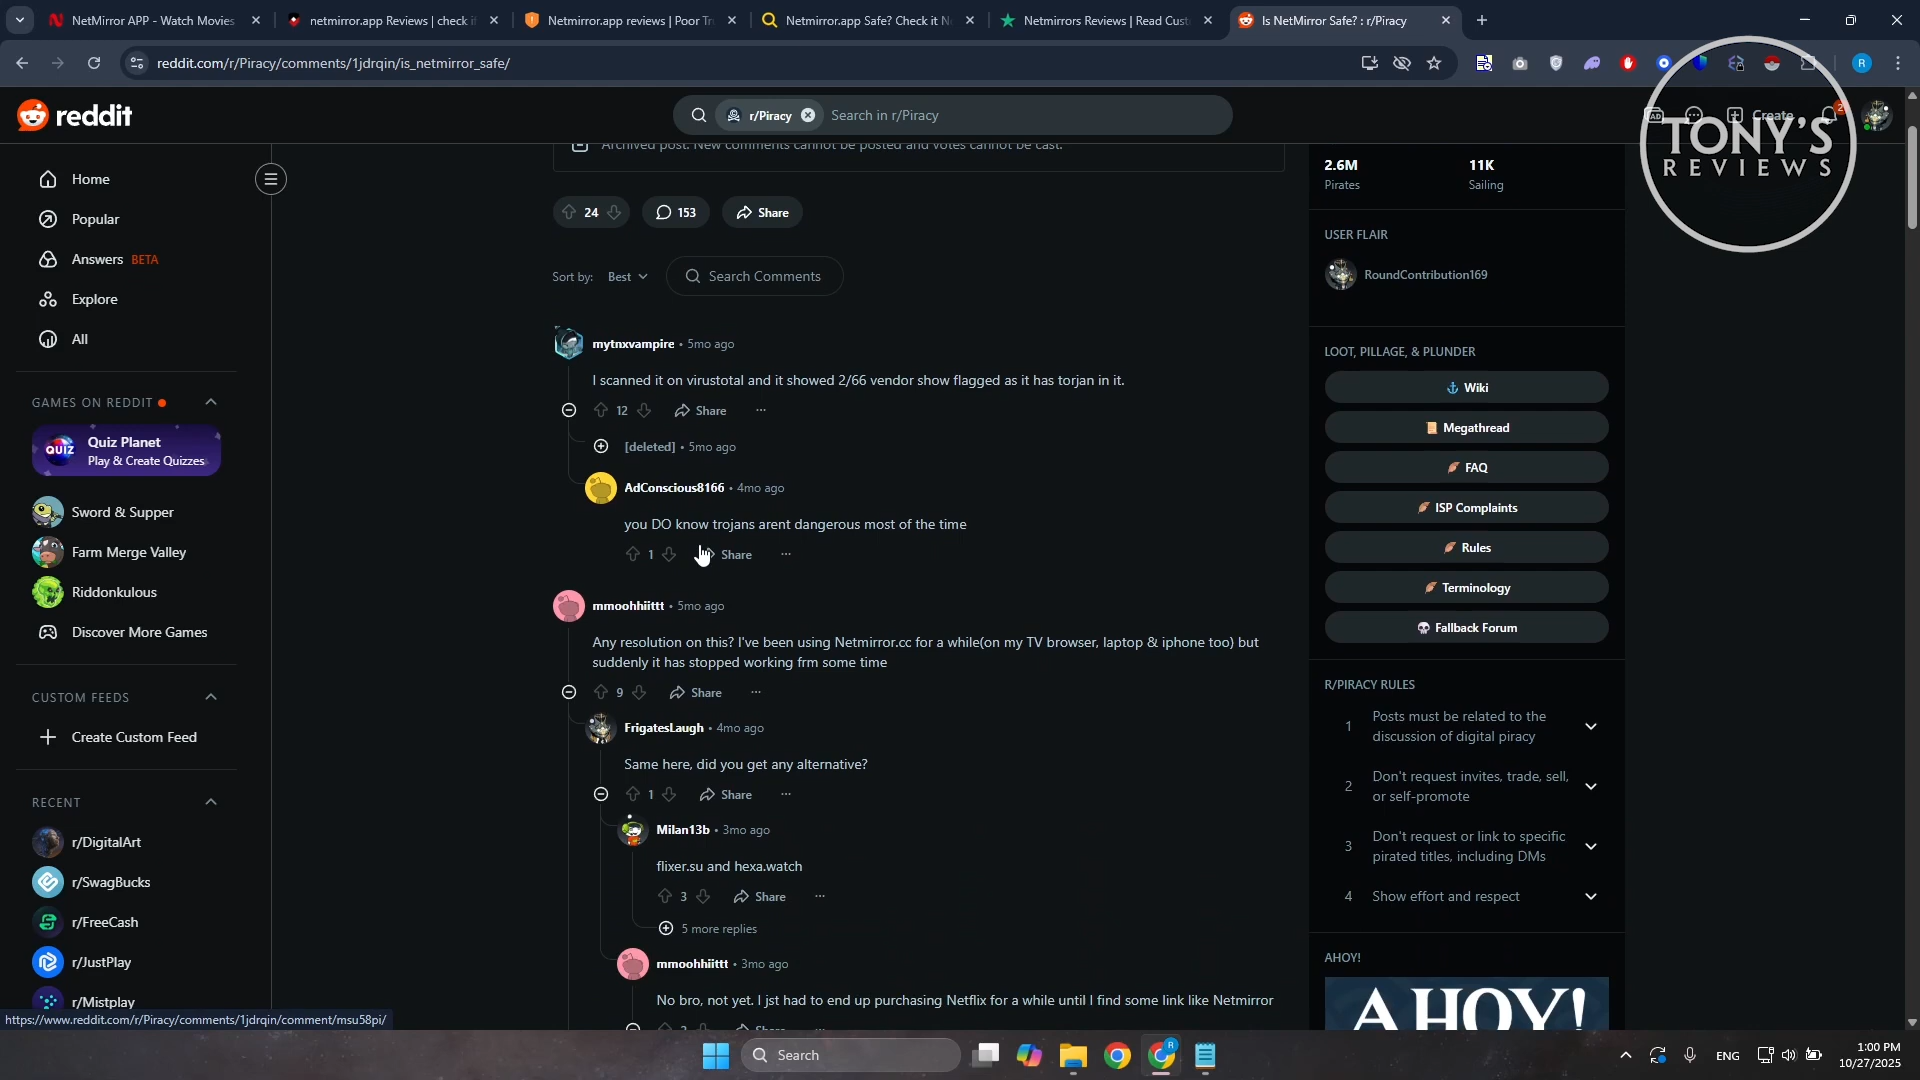 NetMirror APP - Watch Movies
netmirror.app Reviews | check i
Netmirror.app reviews | Poor Tr
Netmirror.app Safe? Check it N
Netmirrors Reviews | Read Cust
Is NetMirror Safe? : r/Piracy
reddit.com/r/Piracy/comments/1jdrqin/is_netmirror_safe/
R
reddit
r/Piracy
Search in r/Piracy
AD
Create
2
TONY'S
REVIEWS
Home
Popular
Answers BETA
Explore
All
GAMES ON REDDIT
QUIZ
Quiz Planet
Play & Create Quizzes
Sword & Supper
Farm Merge Valley
Riddonkulous
Discover More Games
CUSTOM FEEDS
Create Custom Feed
RECENT
r/DigitalArt
r/SwagBucks
r/FreeCash
r/JustPlay
r/Mistplay
https://www.reddit.com/r/Piracy/comments/1jdrqin/comment/msu58pi/
Archived post. New comments cannot be posted and votes cannot be cast.
24
153
Share
Sort by: Best
Search Comments
mytnxvampire • 5mo ago
I scanned it on virustotal and it showed 2/66 vendor show flagged as it has torjan in it.
12
Share
[deleted] • 5mo ago
AdConscious8166 • 4mo ago
you DO know trojans arent dangerous most of the time
1
Share
mmoohhiittt • 5mo ago
Any resolution on this? I've been using Netmirror.cc for a while(on my TV browser, laptop & iphone too) but
suddenly it has stopped working frm some time
9
Share
FrigatesLaugh • 4mo ago
Same here, did you get any alternative?
1
Share
Milan13b • 3mo ago
flixer.su and hexa.watch
3
Share
5 more replies
mmoohhiittt • 3mo ago
No bro, not yet. I jst had to end up purchasing Netflix for a while until I find some link like Netmirror
2
Share
2.6M
Pirates
11K
Sailing
USER FLAIR
RoundContribution169
LOOT, PILLAGE, & PLUNDER
Wiki
Megathread
FAQ
ISP Complaints
Rules
Terminology
Fallback Forum
R/PIRACY RULES
1 Posts must be related to the
discussion of digital piracy
2 Don't request invites, trade, sell,
or self-promote
3 Don't request or link to specific
pirated titles, including DMs
4 Show effort and respect
AHOY!
AHOY!
Search
R
ENG
1:00 PM
10/27/2025